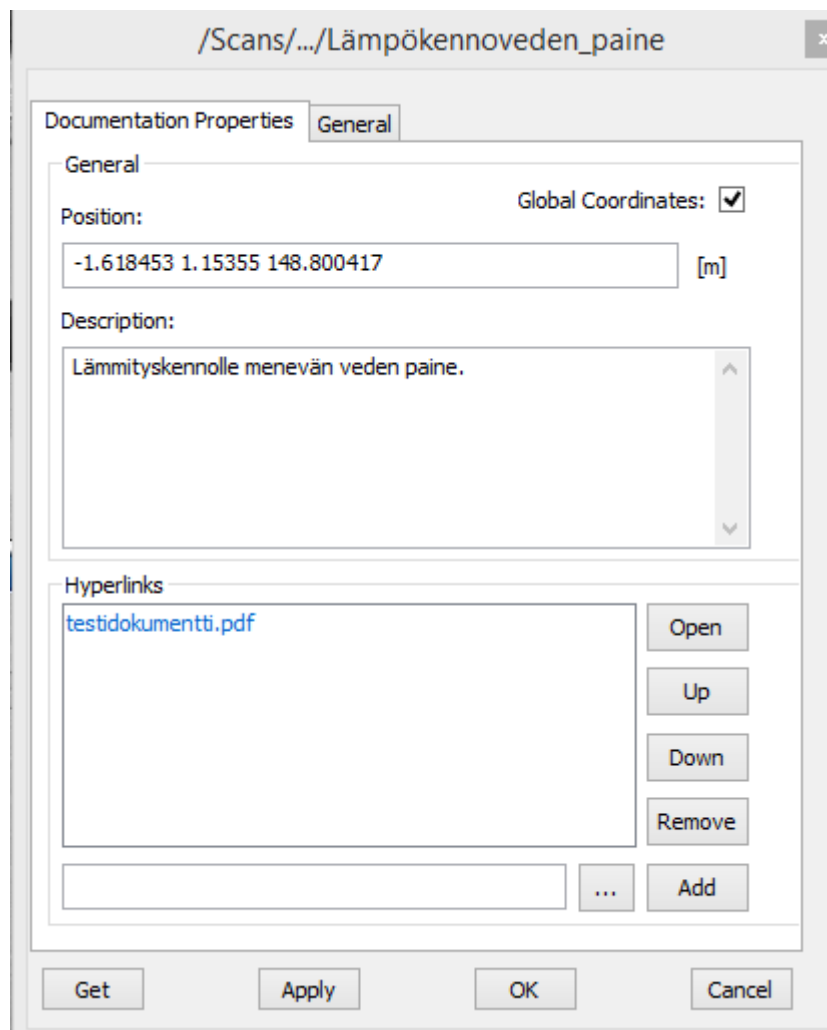 /Scans/.../Lämpökennoveden_paine
x
Documentation Properties
General
General
Global Coordinates:
Position:
-1.618453 1.15355 148.800417
[m]
Description:
Lämmityskennolle menevän veden paine.
Hyperlinks
testidokumentti.pdf
Open
Up
Down
Remove
...
Add
Get
Apply
OK
Cancel